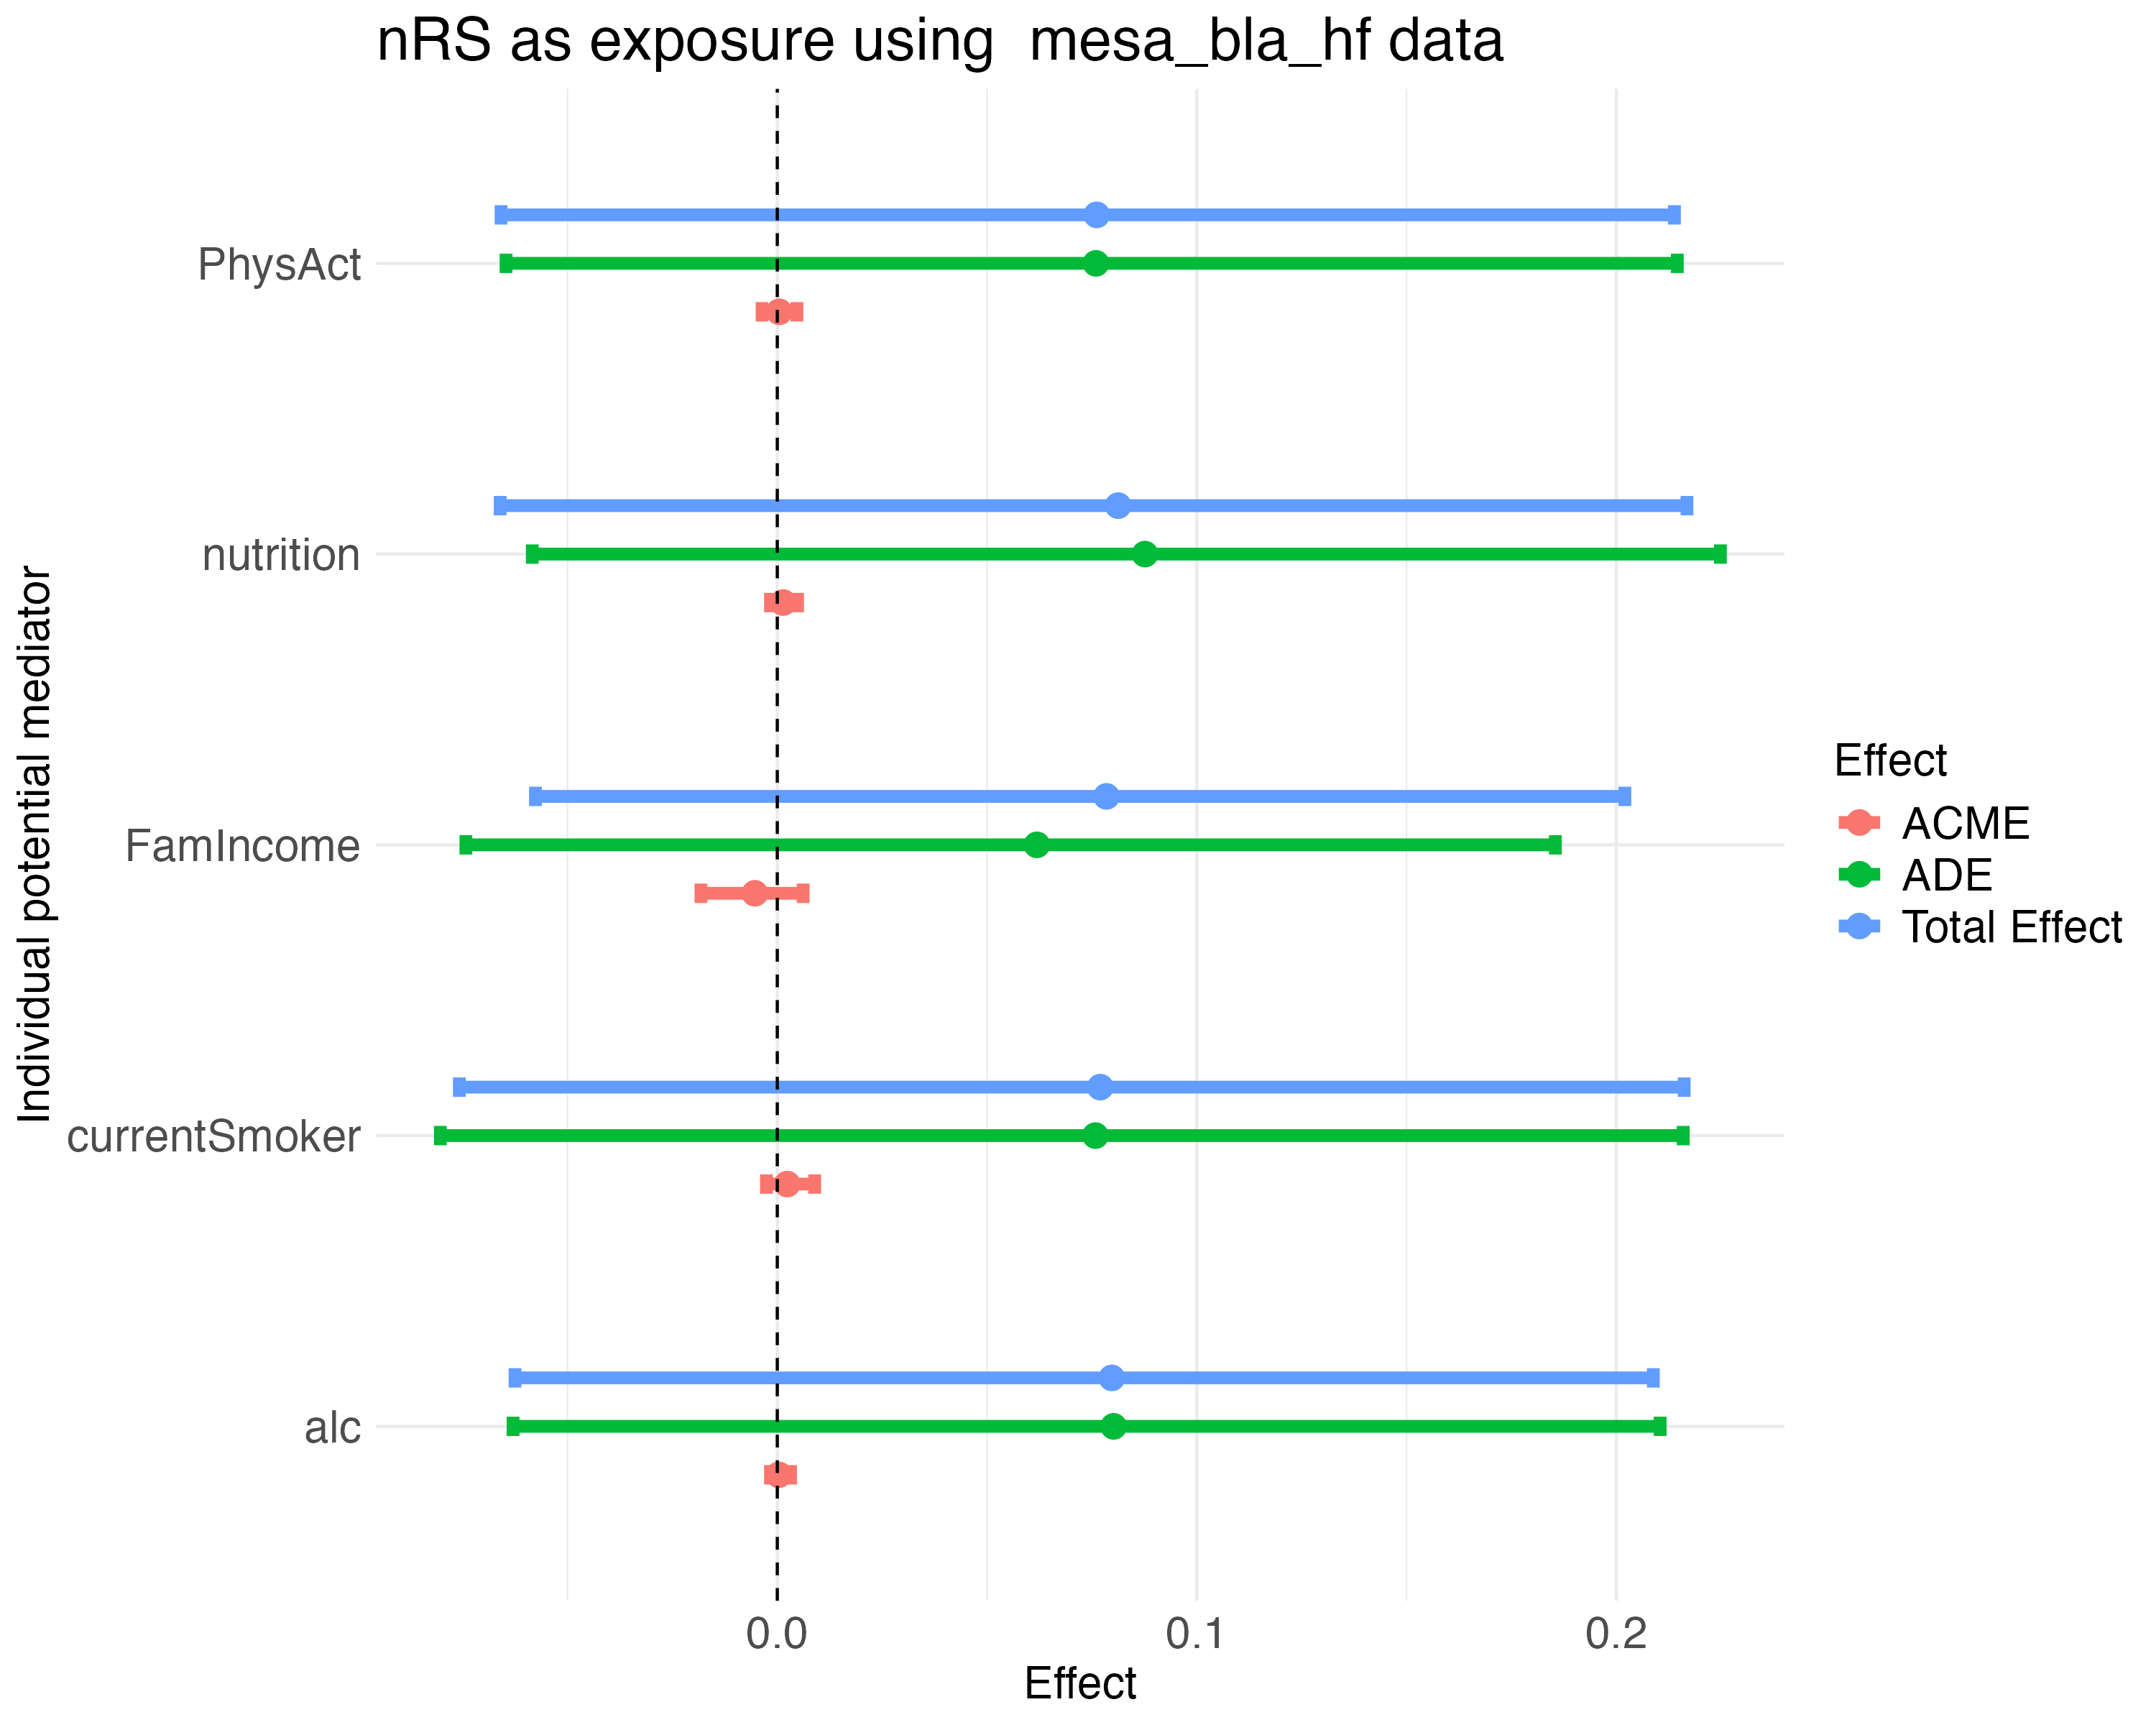 nRS as exposure using  mesa_bla_hf data
Individual potential mediator
PhysAct
nutrition
FamIncome
currentSmoker
alc
0.0
0.1
0.2
Effect
Effect
ACME
ADE
Total Effect